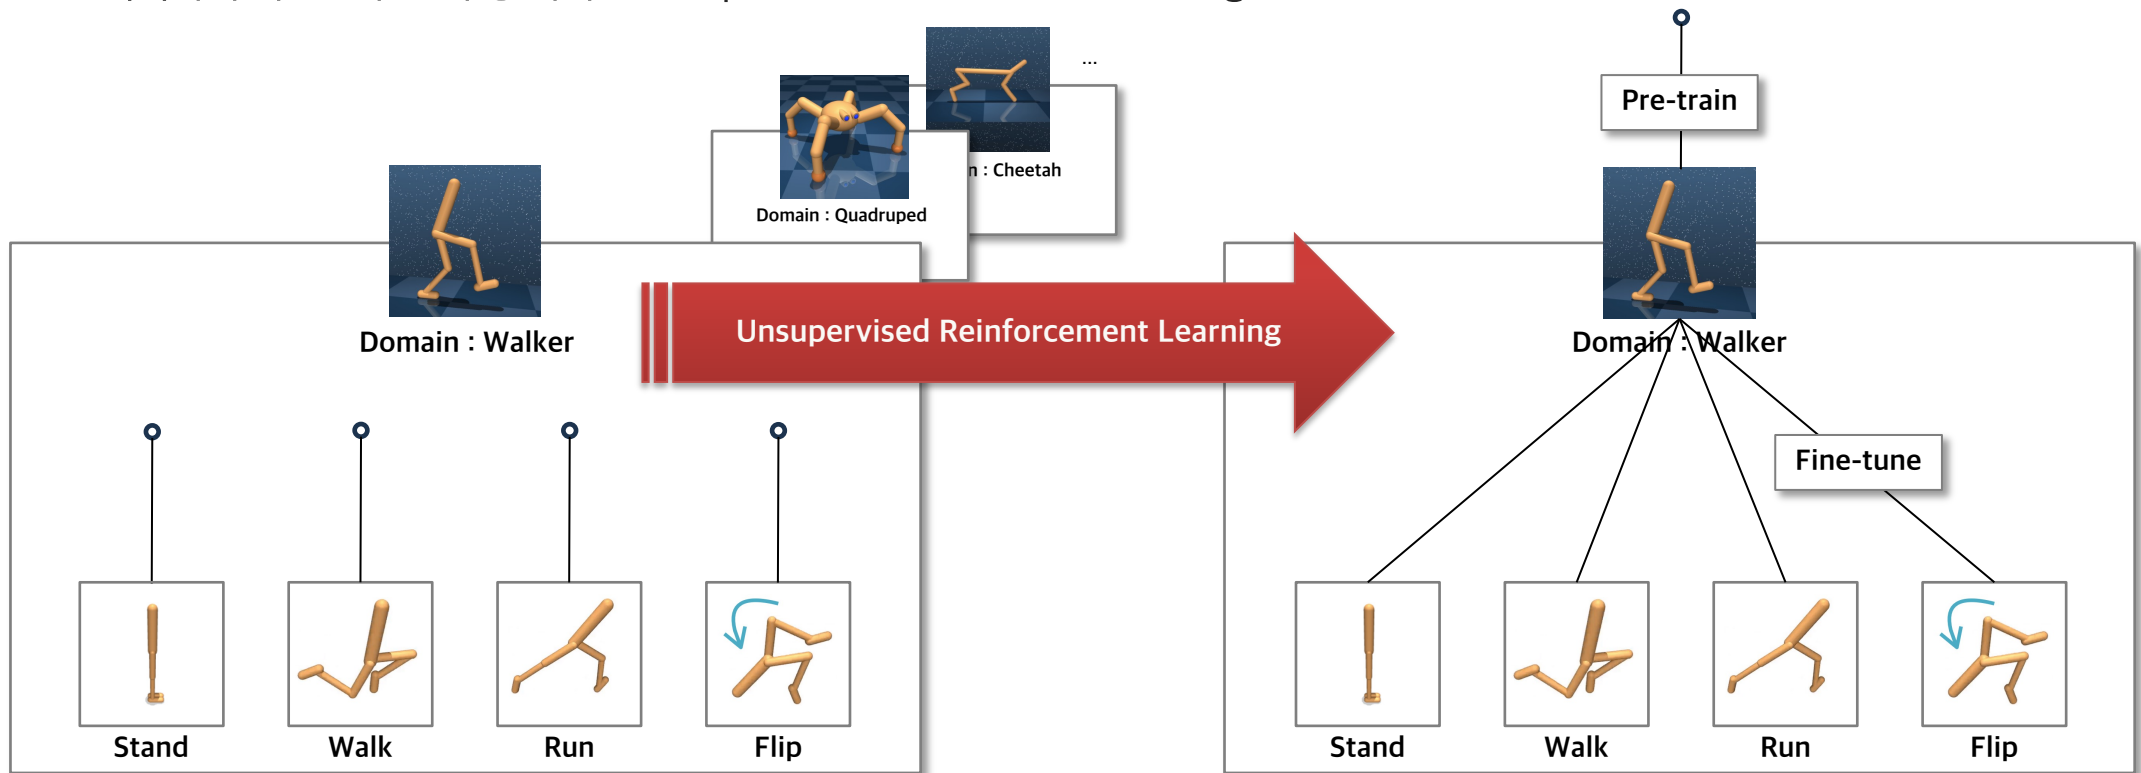 ...
n : Cheetah
Domain : Quadruped
Domain : Walker
Unsupervised Reinforcement Learning
Stand
Walk
Run
Flip
Pre-train
Domain : Walker
Fine-tune
Stand
Walk
Run
Flip